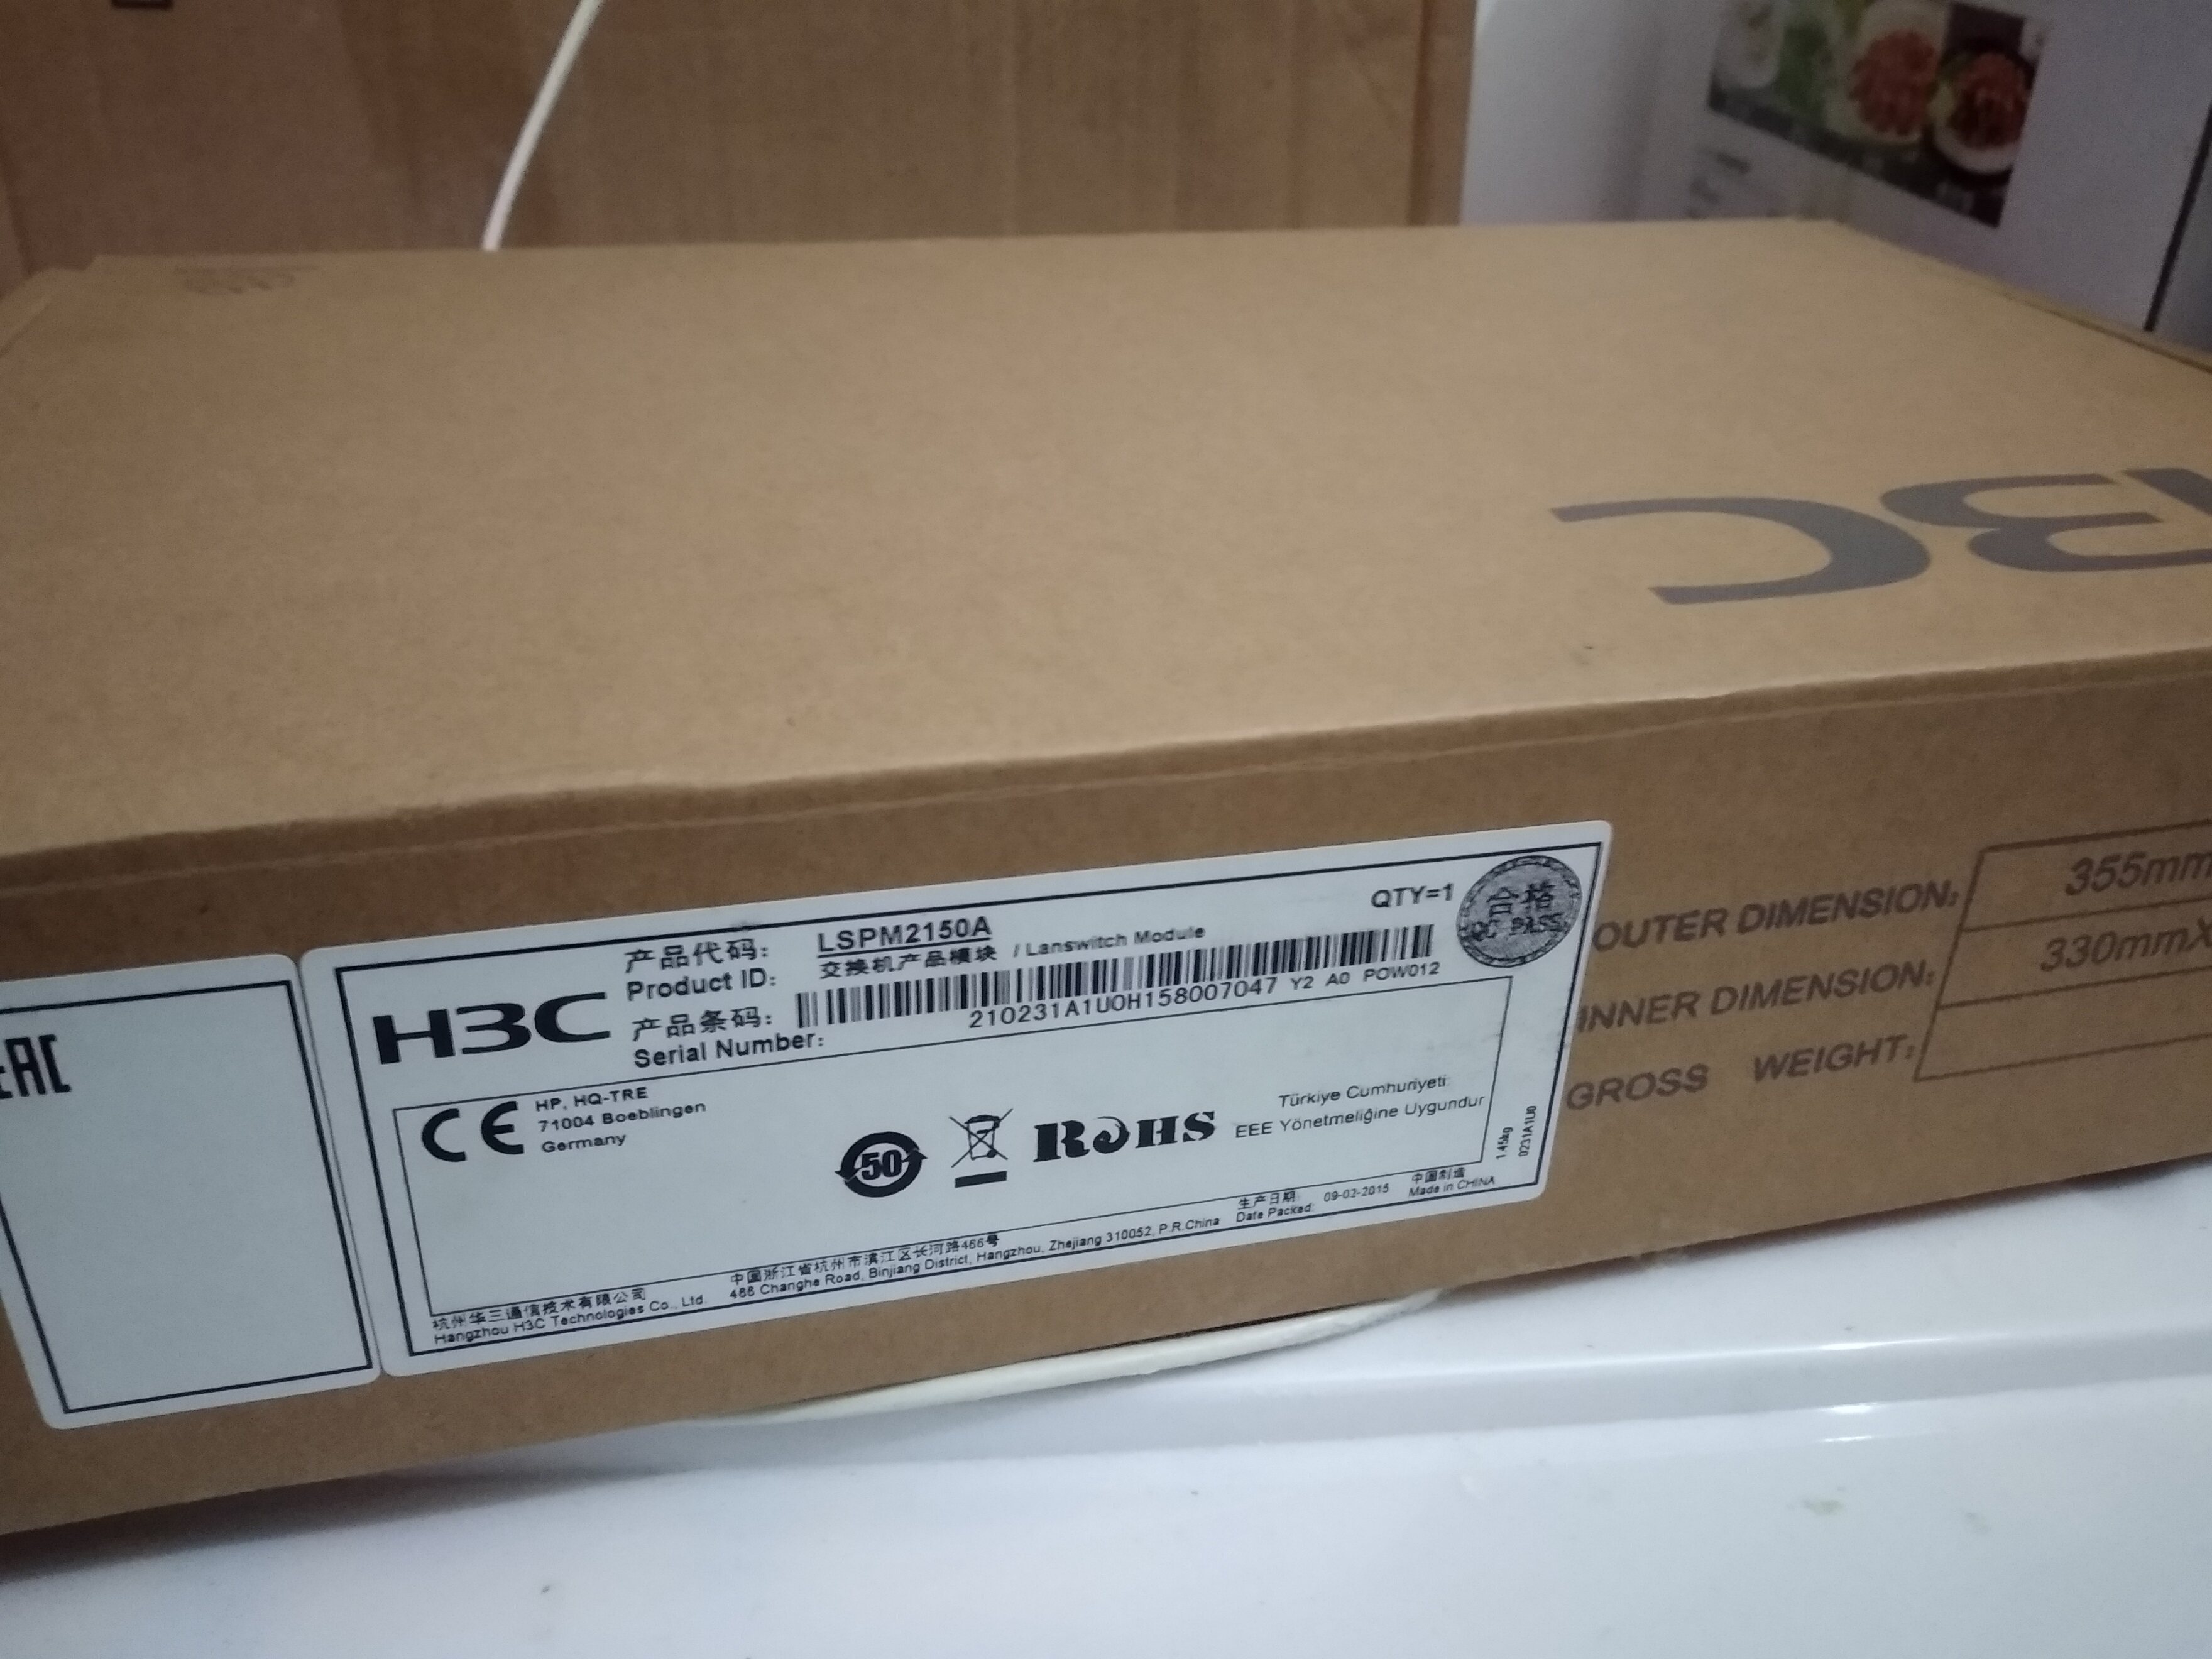 3C
产品代码:
Product ID:
LSPM2150A
交换机产品模块 / Lanswitch Module
QTY=1
合格
QC PASS
H3C
产品条码:
Serial Number:
210231A1U0H158007047 Y2 A0 POW012
CE
HP, HQ-TRE
71004 Boeblingen
Germany
50
RoHS
Türkiye Cumhuriyeti:
EEE Yönetmeliğine Uygundur
1.45kg
0231A1U0
杭州华三通信技术有限公司
Hangzhou H3C Technologies Co., Ltd.
中国浙江省杭州市滨江区长河路466号
466 Changhe Road, Binjiang District, Hangzhou, Zhejiang 310052, P.R.China
生产日期:
Date Packed:
09-02-2015
中国制造
Made in CHINA
EAC
OUTER DIMENSION:
355mm
INNER DIMENSION:
330mmX
GROSS WEIGHT: